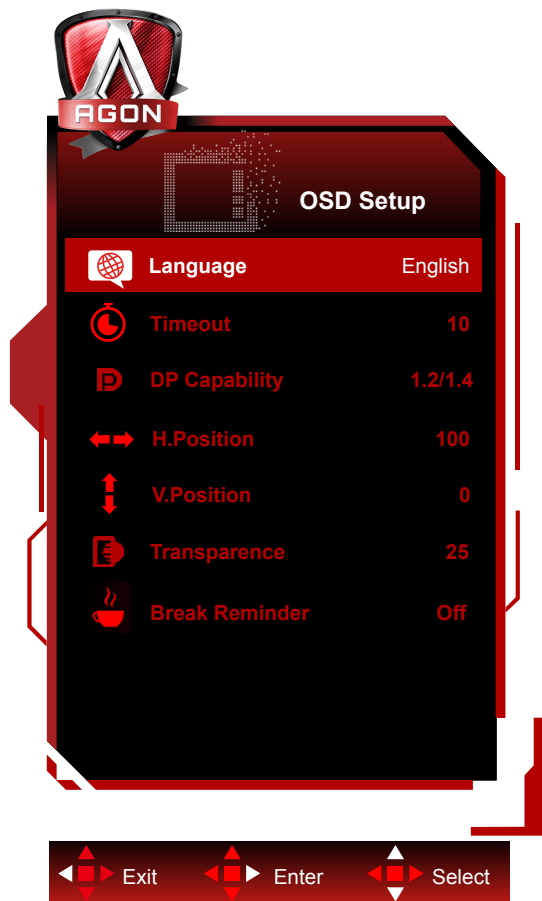 AGON
OSD Setup
Language English
Timeout 10
DP Capability 1.2/1.4
H.Position 100
V.Position 0
Transparence 25
Break Reminder Off
Exit Enter Select